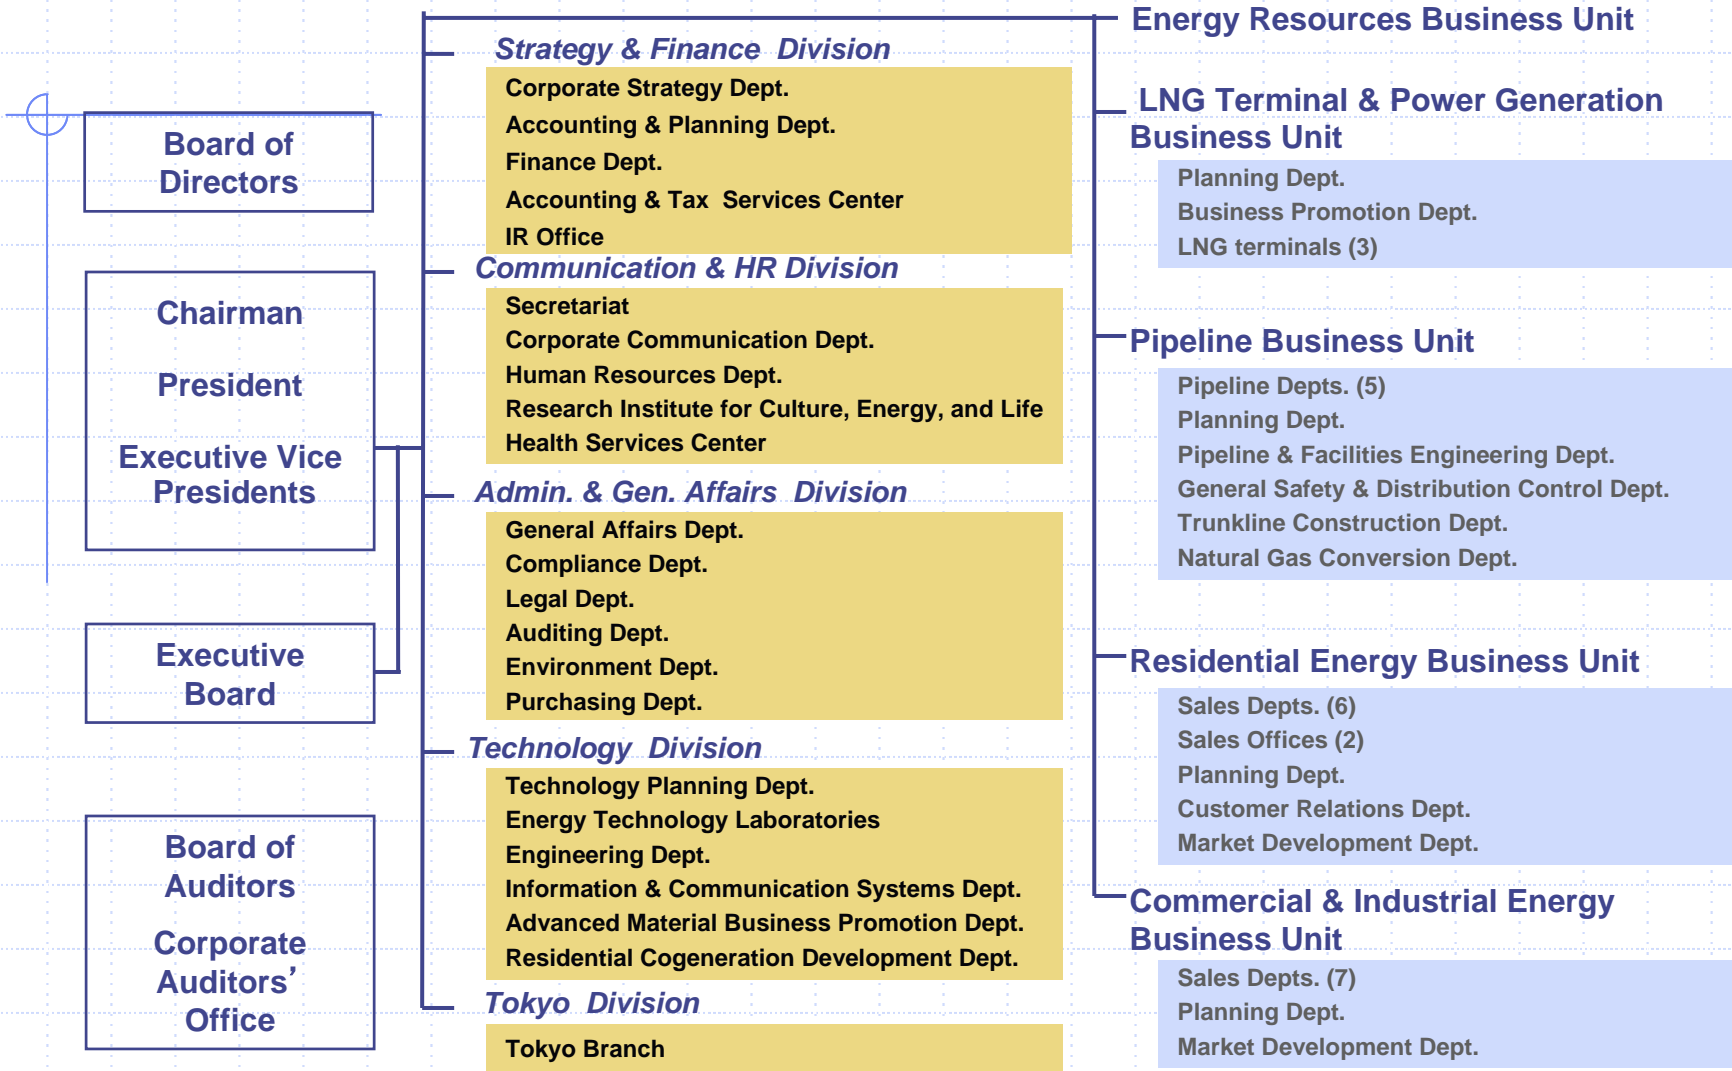 Board of
Directors
Chairman
President
Executive Vice
Presidents
Executive
Board
Board of
Auditors
Corporate
Auditors’
Office
Strategy & Finance  Division
Corporate Strategy Dept.
Accounting & Planning Dept.
Finance Dept.
Accounting & Tax  Services Center
IR Office
Communication & HR Division
Secretariat
Corporate Communication Dept.
Human Resources Dept.
Research Institute for Culture, Energy, and Life
Health Services Center
Admin. & Gen. Affairs  Division
General Affairs Dept.
Compliance Dept.
Legal Dept.
Auditing Dept.
Environment Dept.
Purchasing Dept.
Technology  Division
Technology Planning Dept.
Energy Technology Laboratories
Engineering Dept.
Information & Communication Systems Dept.
Advanced Material Business Promotion Dept.
Residential Cogeneration Development Dept.
Tokyo  Division
Tokyo Branch
Energy Resources Business Unit
LNG Terminal & Power Generation
Business Unit
Planning Dept.
Business Promotion Dept.
LNG terminals (3)
Pipeline Business Unit
Pipeline Depts. (5)
Planning Dept.
Pipeline & Facilities Engineering Dept.
General Safety & Distribution Control Dept.
Trunkline Construction Dept.
Natural Gas Conversion Dept.
Residential Energy Business Unit
Sales Depts. (6)
Sales Offices (2)
Planning Dept.
Customer Relations Dept.
Market Development Dept.
Commercial & Industrial Energy
Business Unit
Sales Depts. (7)
Planning Dept.
Market Development Dept.